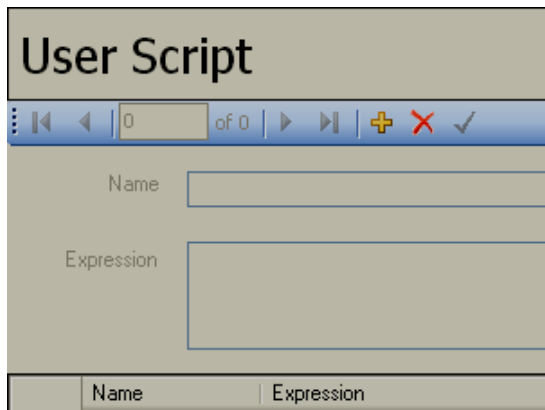 User Script
0 of 0
Name
Expression
Name Expression